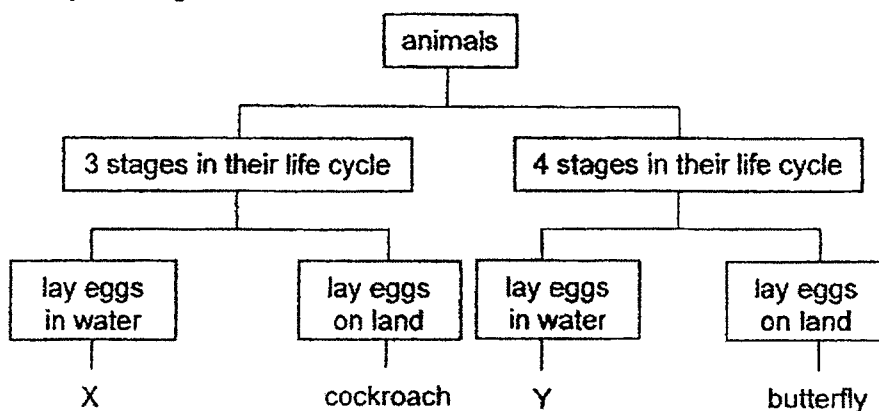 animals
3 stages in their life cycle
4 stages in their life cycle
lay eggs
in water
lay eggs
on land
lay eggs
in water
lay eggs
on land
X
cockroach
Y
butterfly